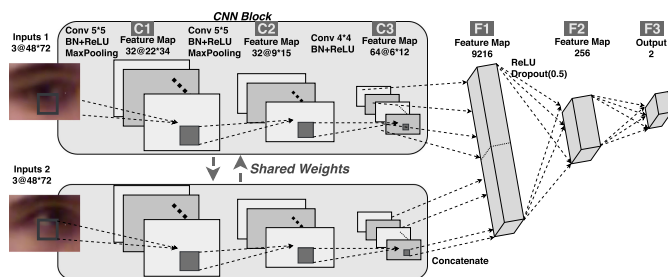 CNN Block
Inputs 1
3@48*72
Conv 5*5
BN+ReLU
MaxPooling
C1
Feature Map
32@22*34
Conv 5*5
BN+ReLU
MaxPooling
C2
Feature Map
32@9*15
Conv 4*4
BN+ReLU
C3
Feature Map
64@6*12
F1
Feature Map
9216
ReLU
Dropout(0.5)
F2
Feature Map
256
F3
Output
2
Shared Weights
Inputs 2
3@48*72
Concatenate